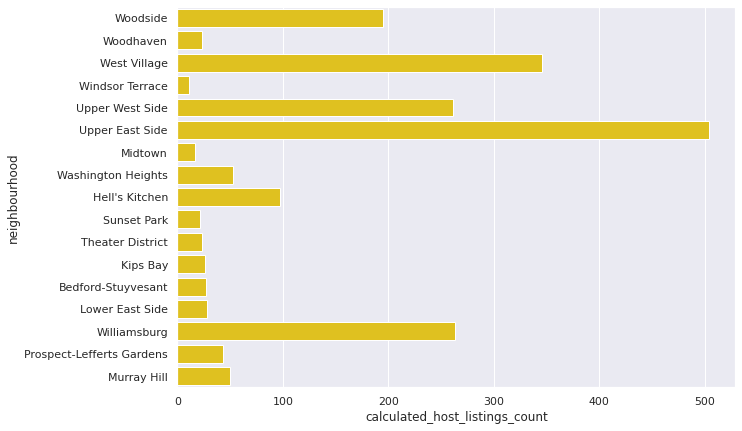 neighbourhood
Woodside
Woodhaven
West Village
Windsor Terrace
Upper West Side
Upper East Side
Midtown
Washington Heights
Hell's Kitchen
Sunset Park
Theater District
Kips Bay
Bedford-Stuyvesant
Lower East Side
Williamsburg
Prospect-Lefferts Gardens
Murray Hill
0 100 200 300 400 500
calculated_host_listings_count